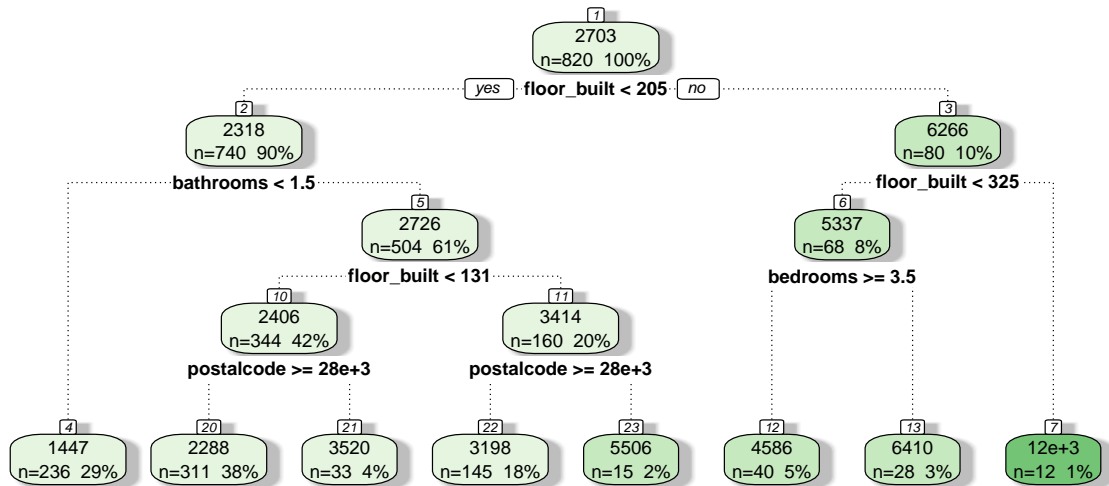 1
2703
n=820 100%
yes floor_built < 205 no
2
2318
n=740 90%
3
6266
n=80 10%
bathrooms < 1.5
floor_built < 325
5
2726
n=504 61%
6
5337
n=68 8%
floor_built < 131
bedrooms >= 3.5
10
2406
n=344 42%
11
3414
n=160 20%
postalcode >= 28e+3
postalcode >= 28e+3
4
1447
n=236 29%
20
2288
n=311 38%
21
3520
n=33 4%
22
3198
n=145 18%
23
5506
n=15 2%
12
4586
n=40 5%
13
6410
n=28 3%
7
12e+3
n=12 1%